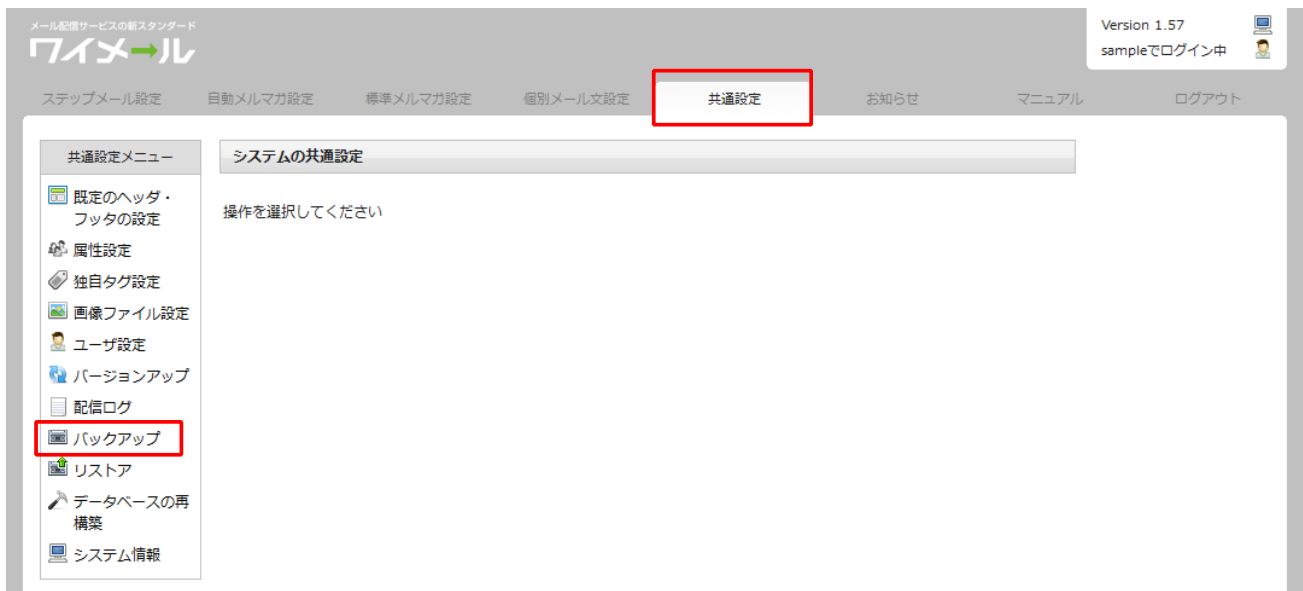 メール配信サービスの新スタンダード
ワイメール
Version 1.57
sampleでログイン中
ステップメール設定 自動メルマガ設定 標準メルマガ設定 個別メール文設定 共通設定 お知らせ マニュアル ログアウト
共通設定メニュー
既定のヘッダ・
フッタの設定
属性設定
独自タグ設定
画像ファイル設定
ユーザ設定
バージョンアップ
配信ログ
バックアップ
リストア
データベースの再
構築
システム情報
システムの共通設定
操作を選択してください